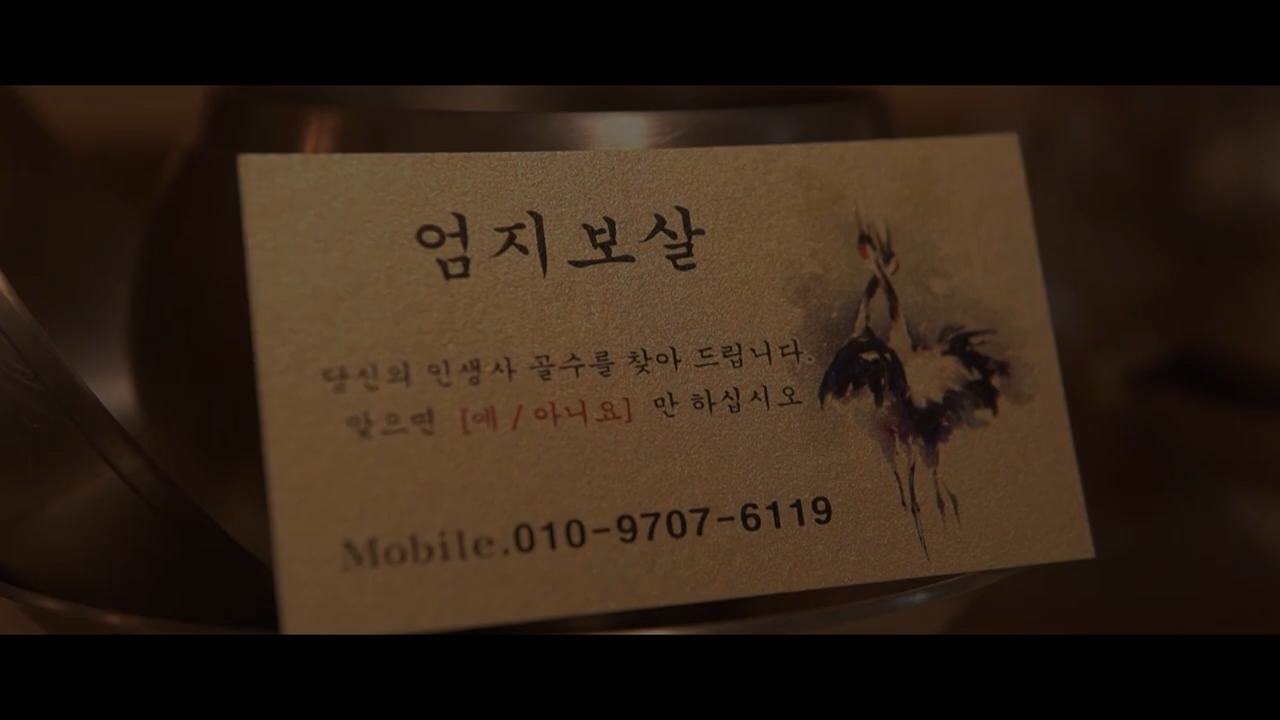 엄지보살
당신의 인생사 꼴수를 찾아 드립니다.
맞으면 [예 / 아니요] 만 하십시오
Mobile.010-9707-6119